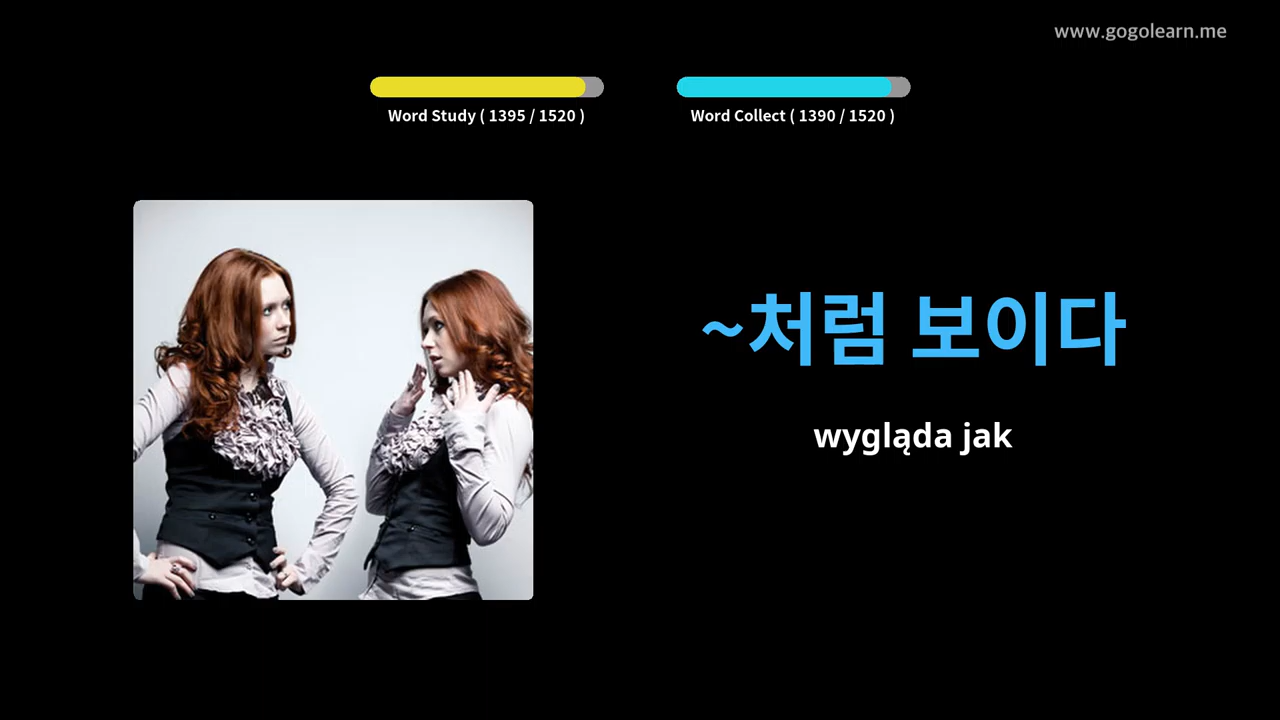 www.gogolearn.me
Word Study ( 1395 / 1520 )
Word Collect ( 1390 / 1520 )
~처럼 보이다
wygląda jak